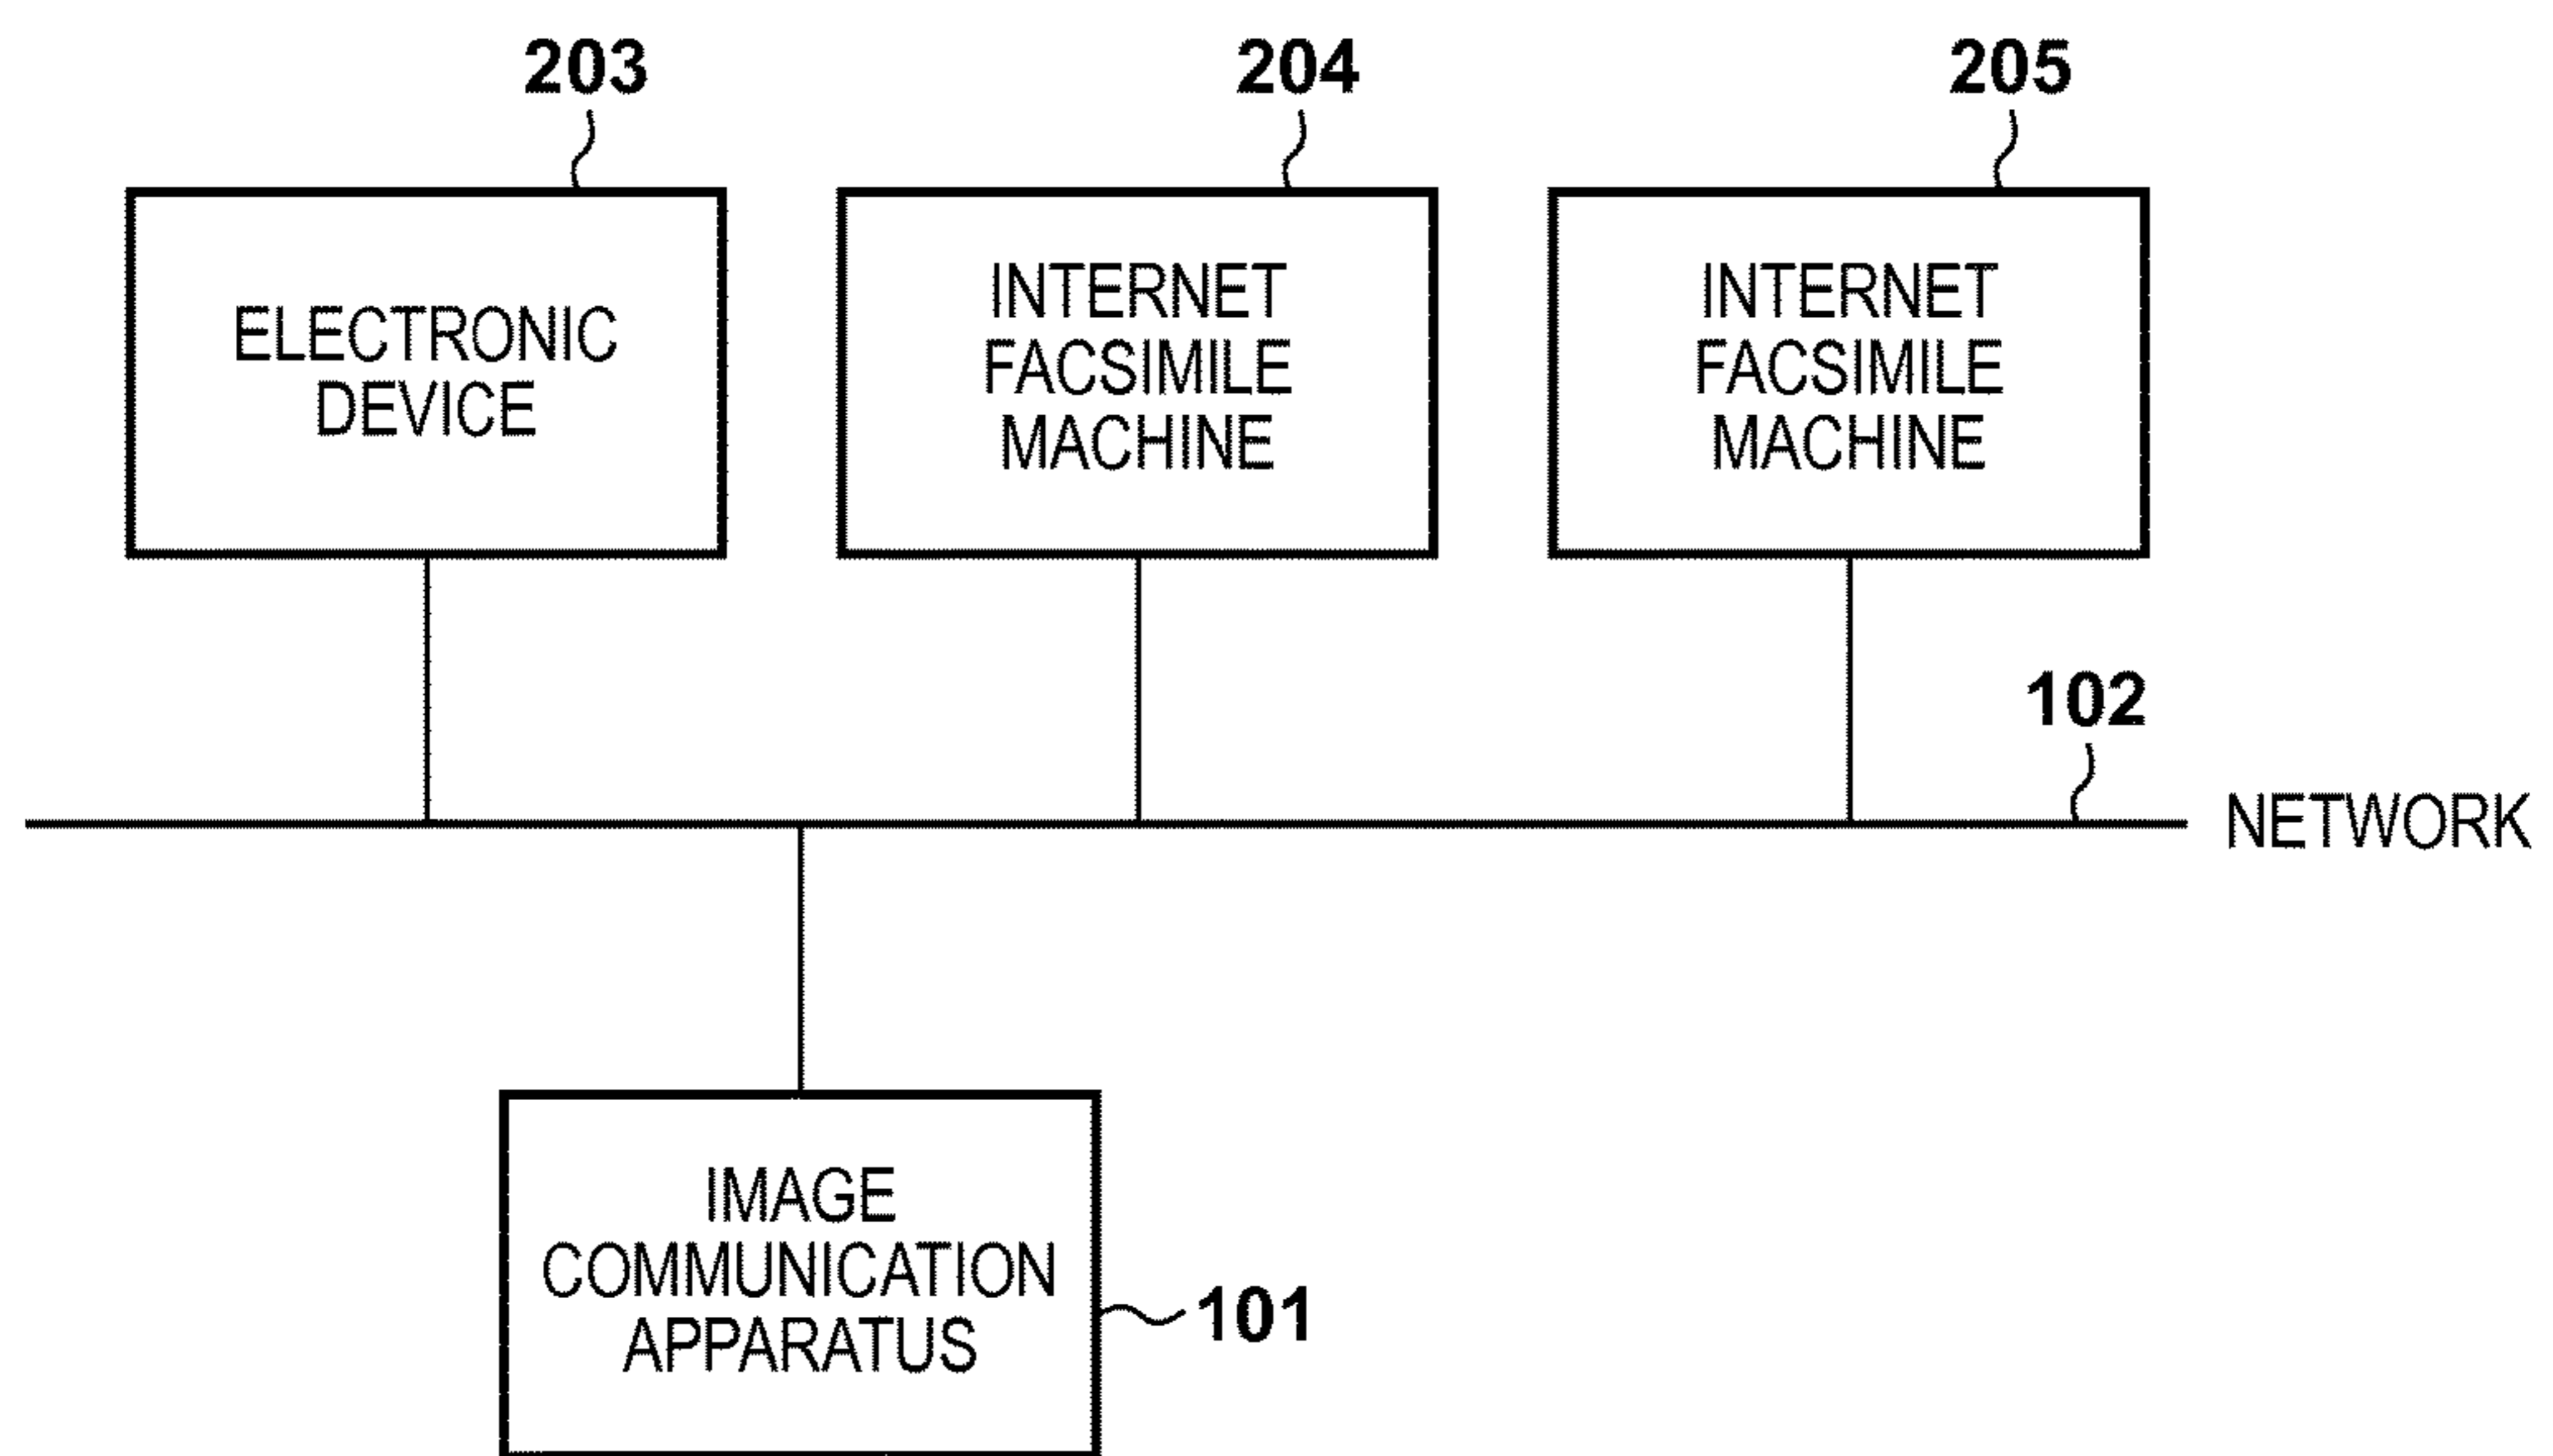 203
204
205
ELECTRONIC
DEVICE
INTERNET
FACSIMILE
MACHINE
INTERNET
FACSIMILE
MACHINE
102
NETWORK
IMAGE
COMMUNICATION
APPARATUS
101